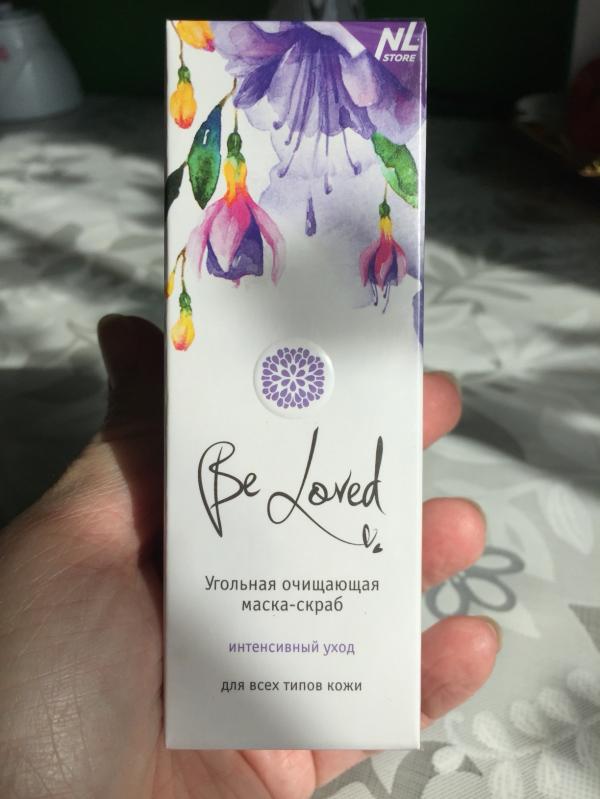 NL
STORE
Be Loved
Угольная очищающая
маска-скраб
интенсивный уход
для всех типов кожи